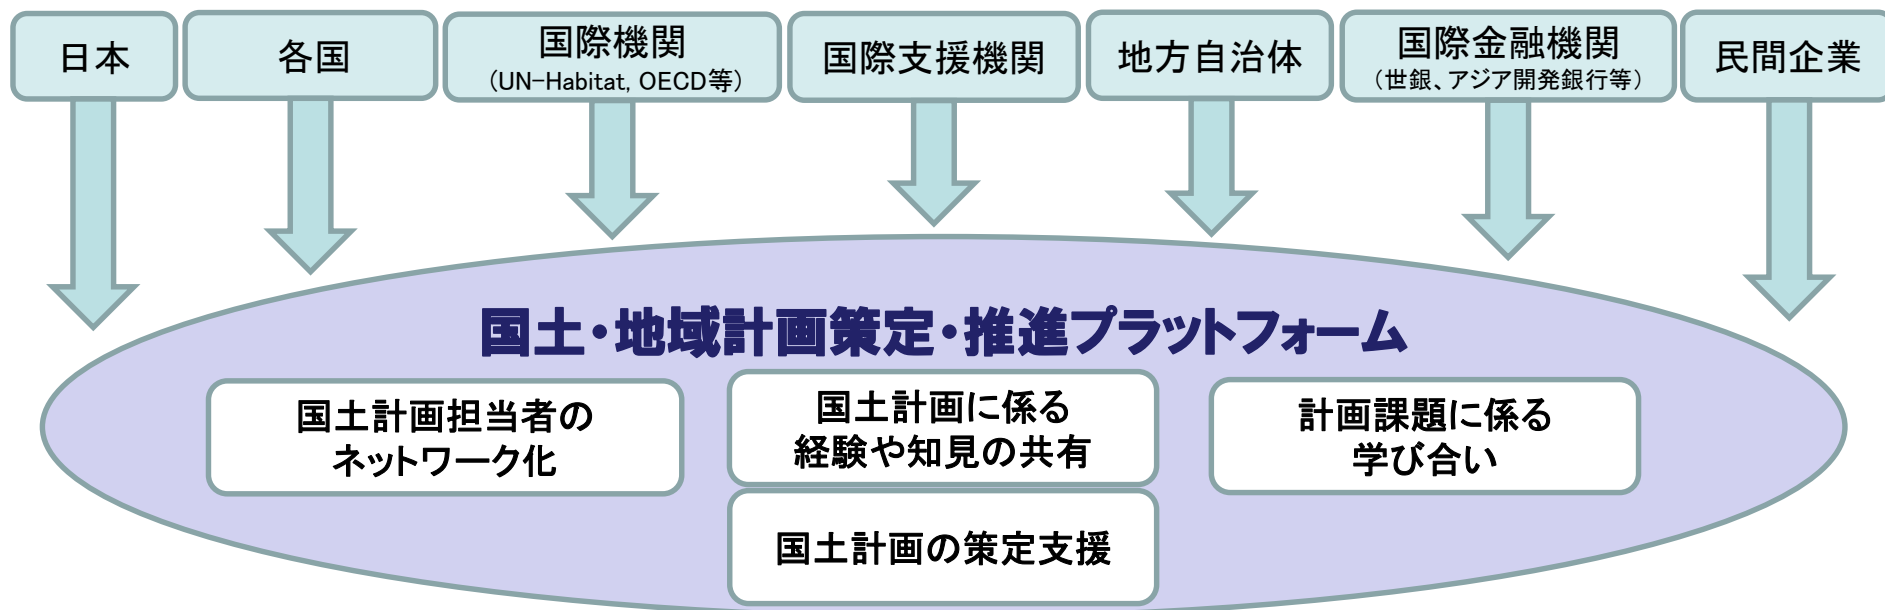 日本
各国
国際機関
(UN-Habitat, OECD等)
国際支援機関
地方自治体
国際金融機関
(世銀、アジア開発銀行等)
民間企業
国土・地域計画策定・推進プラットフォーム
国土計画担当者の
ネットワーク化
国土計画に係る
経験や知見の共有
計画課題に係る
学び合い
国土計画の策定支援